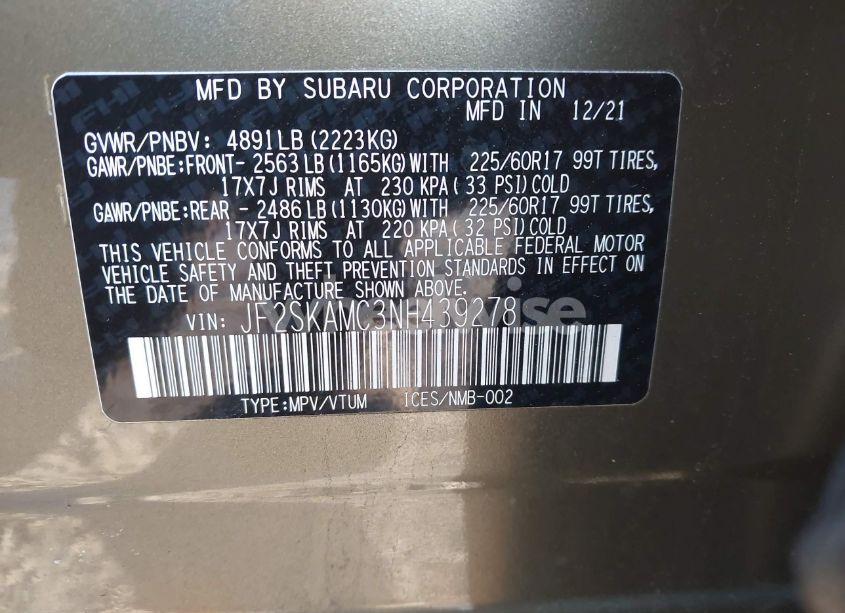 MFD BY SUBARU CORPORATION
MFD IN 12/21
GVWR/PNBV: 4891LB(2223KG)
GAWR/PNBE:FRONT- 2563LB(1165KG)WITH 225/60R17 99T TIRES,
17X7J RIMS AT 230 KPA( 33 PSI)COLD
GAWR/PNBE:REAR - 2486LB(1130KG)WITH 225/60R17 99T TIRES,
17X7J RIMS AT 220 KPA( 32 PSI)COLD
THIS VEHICLE CONFORMS TO ALL APPLICABLE FEDERAL MOTOR
VEHICLE SAFETY AND THEFT PREVENTION STANDARDS IN EFFECT ON
THE DATE OF MANUFACTURE SHOWN ABOVE.
VIN: JF2SKAMC3NH439278
TYPE:MPV/VTUM ICES/NMB-002